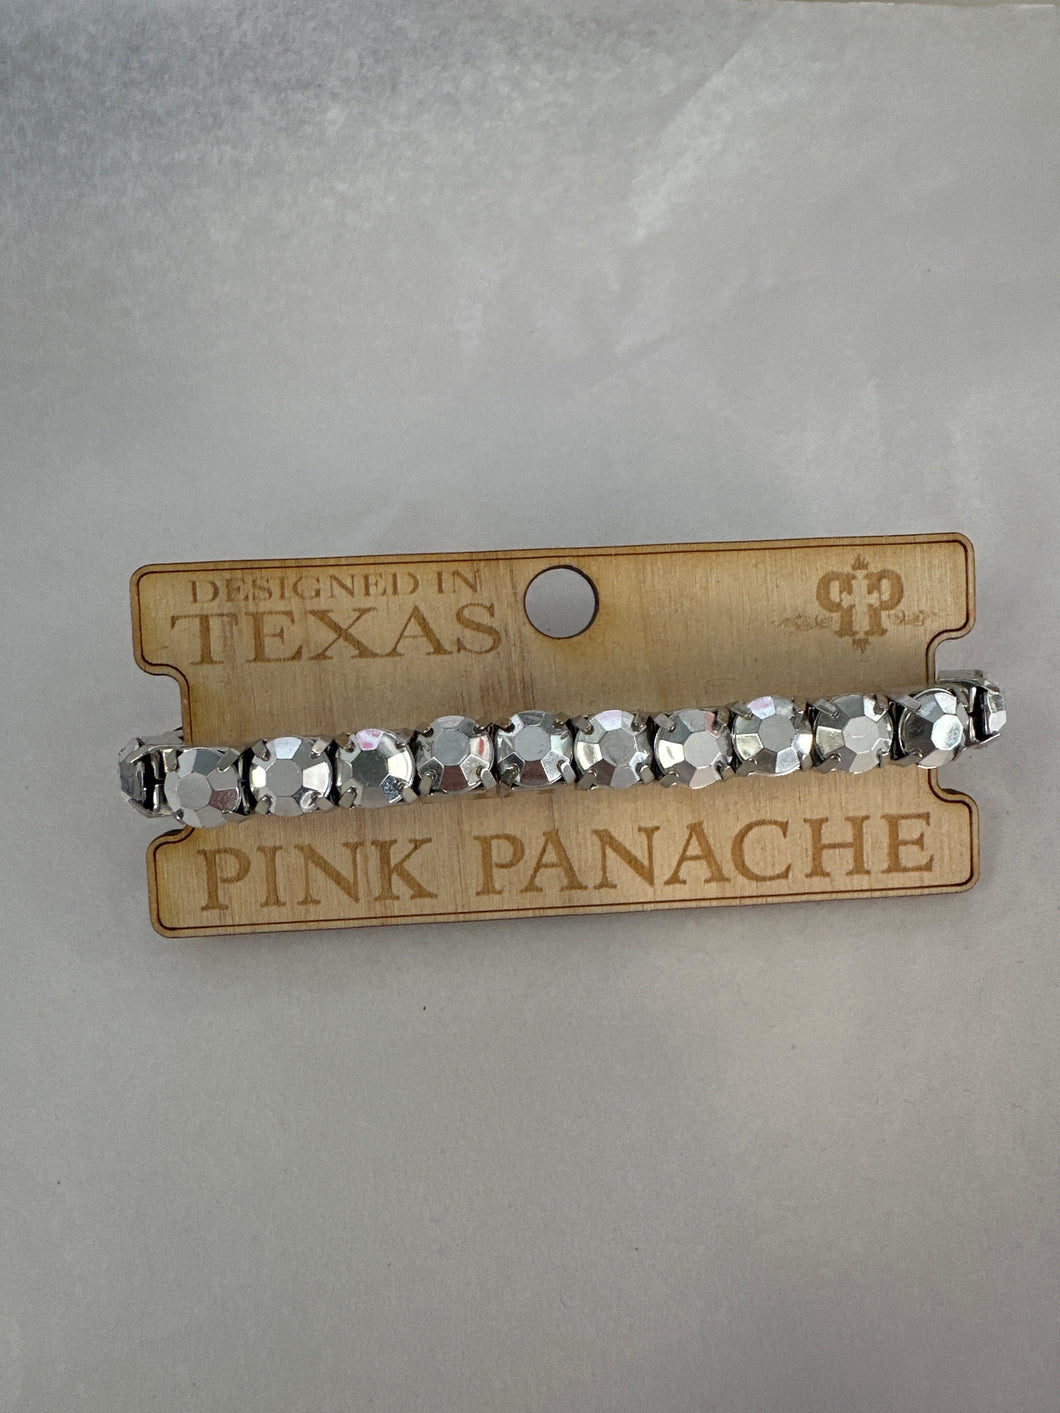 DESIGNED IN
TEXAS
PINK PANACHE